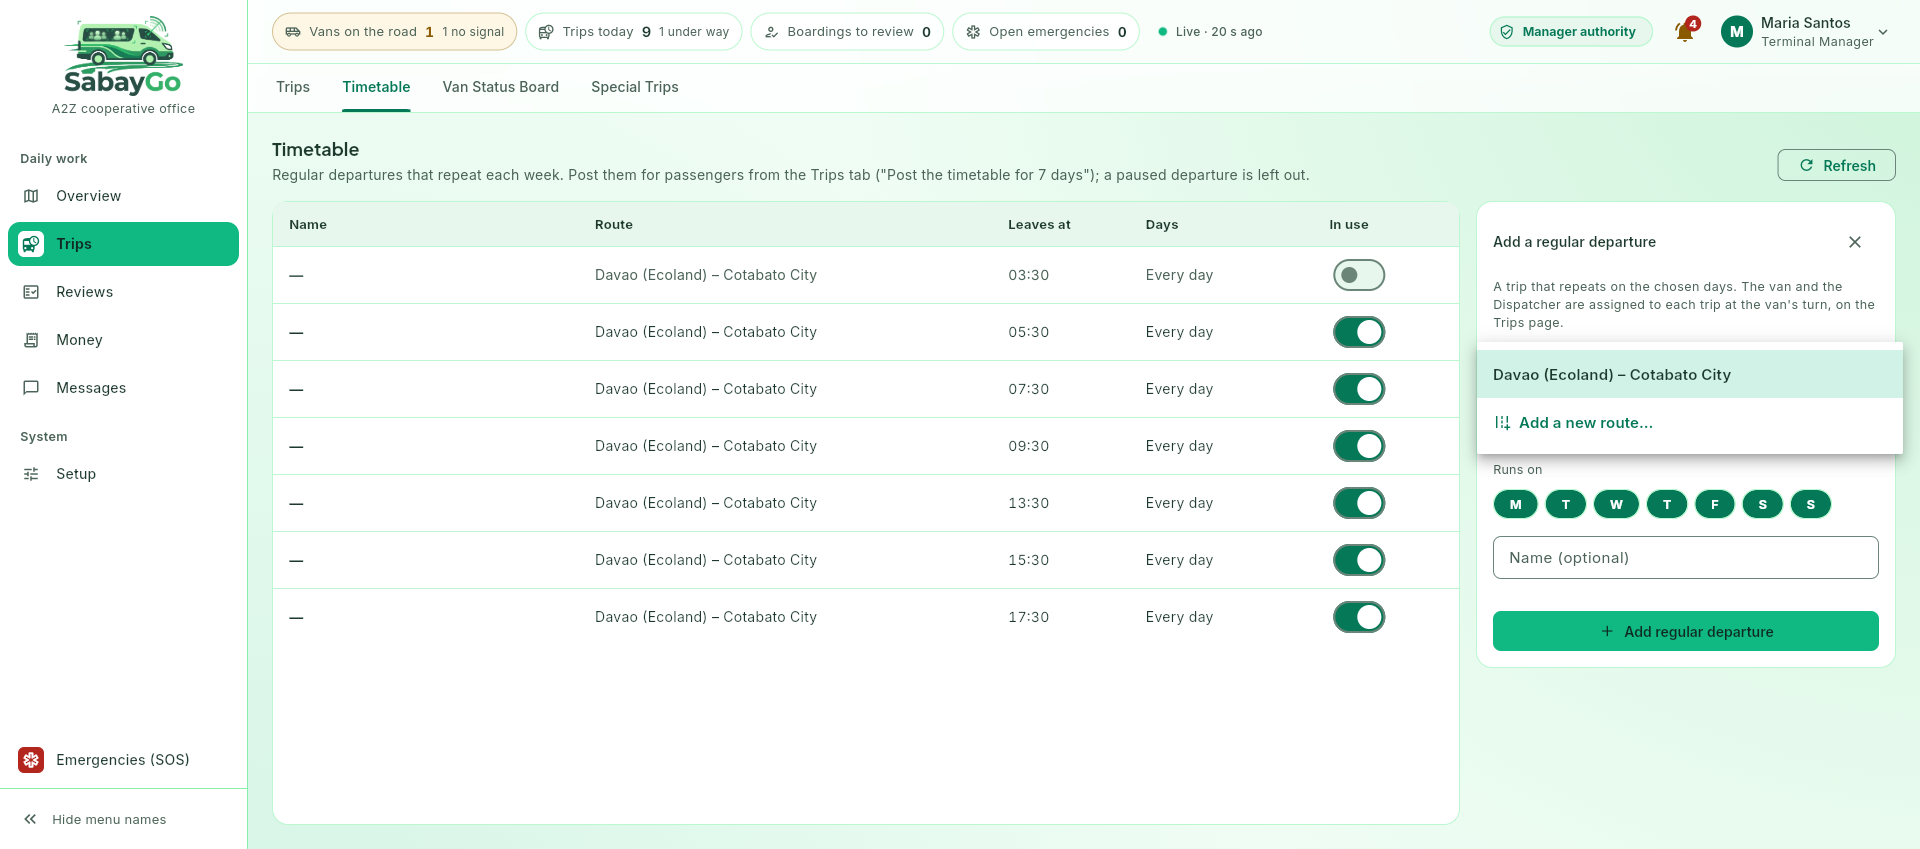 SabayGo
A2Z cooperative office
Daily work
Overview
Trips
Reviews
Money
Messages
System
Setup
Emergencies (SOS)
Hide menu names
Vans on the road 1 1 no signal
Trips today 9 1 under way
Boardings to review 0
Open emergencies 0
Live · 20 s ago
Manager authority
4
M
Maria Santos
Terminal Manager
Trips Timetable Van Status Board Special Trips
Timetable
Regular departures that repeat each week. Post them for passengers from the Trips tab ("Post the timetable for 7 days"); a paused departure is left out.
Refresh
Name Route Leaves at Days In use
— Davao (Ecoland) – Cotabato City 03:30 Every day
— Davao (Ecoland) – Cotabato City 05:30 Every day
— Davao (Ecoland) – Cotabato City 07:30 Every day
— Davao (Ecoland) – Cotabato City 09:30 Every day
— Davao (Ecoland) – Cotabato City 13:30 Every day
— Davao (Ecoland) – Cotabato City 15:30 Every day
— Davao (Ecoland) – Cotabato City 17:30 Every day
Add a regular departure
A trip that repeats on the chosen days. The van and the
Dispatcher are assigned to each trip at the van's turn, on the
Trips page.
Davao (Ecoland) – Cotabato City
Add a new route...
Runs on
M T W T F S S
Name (optional)
Add regular departure